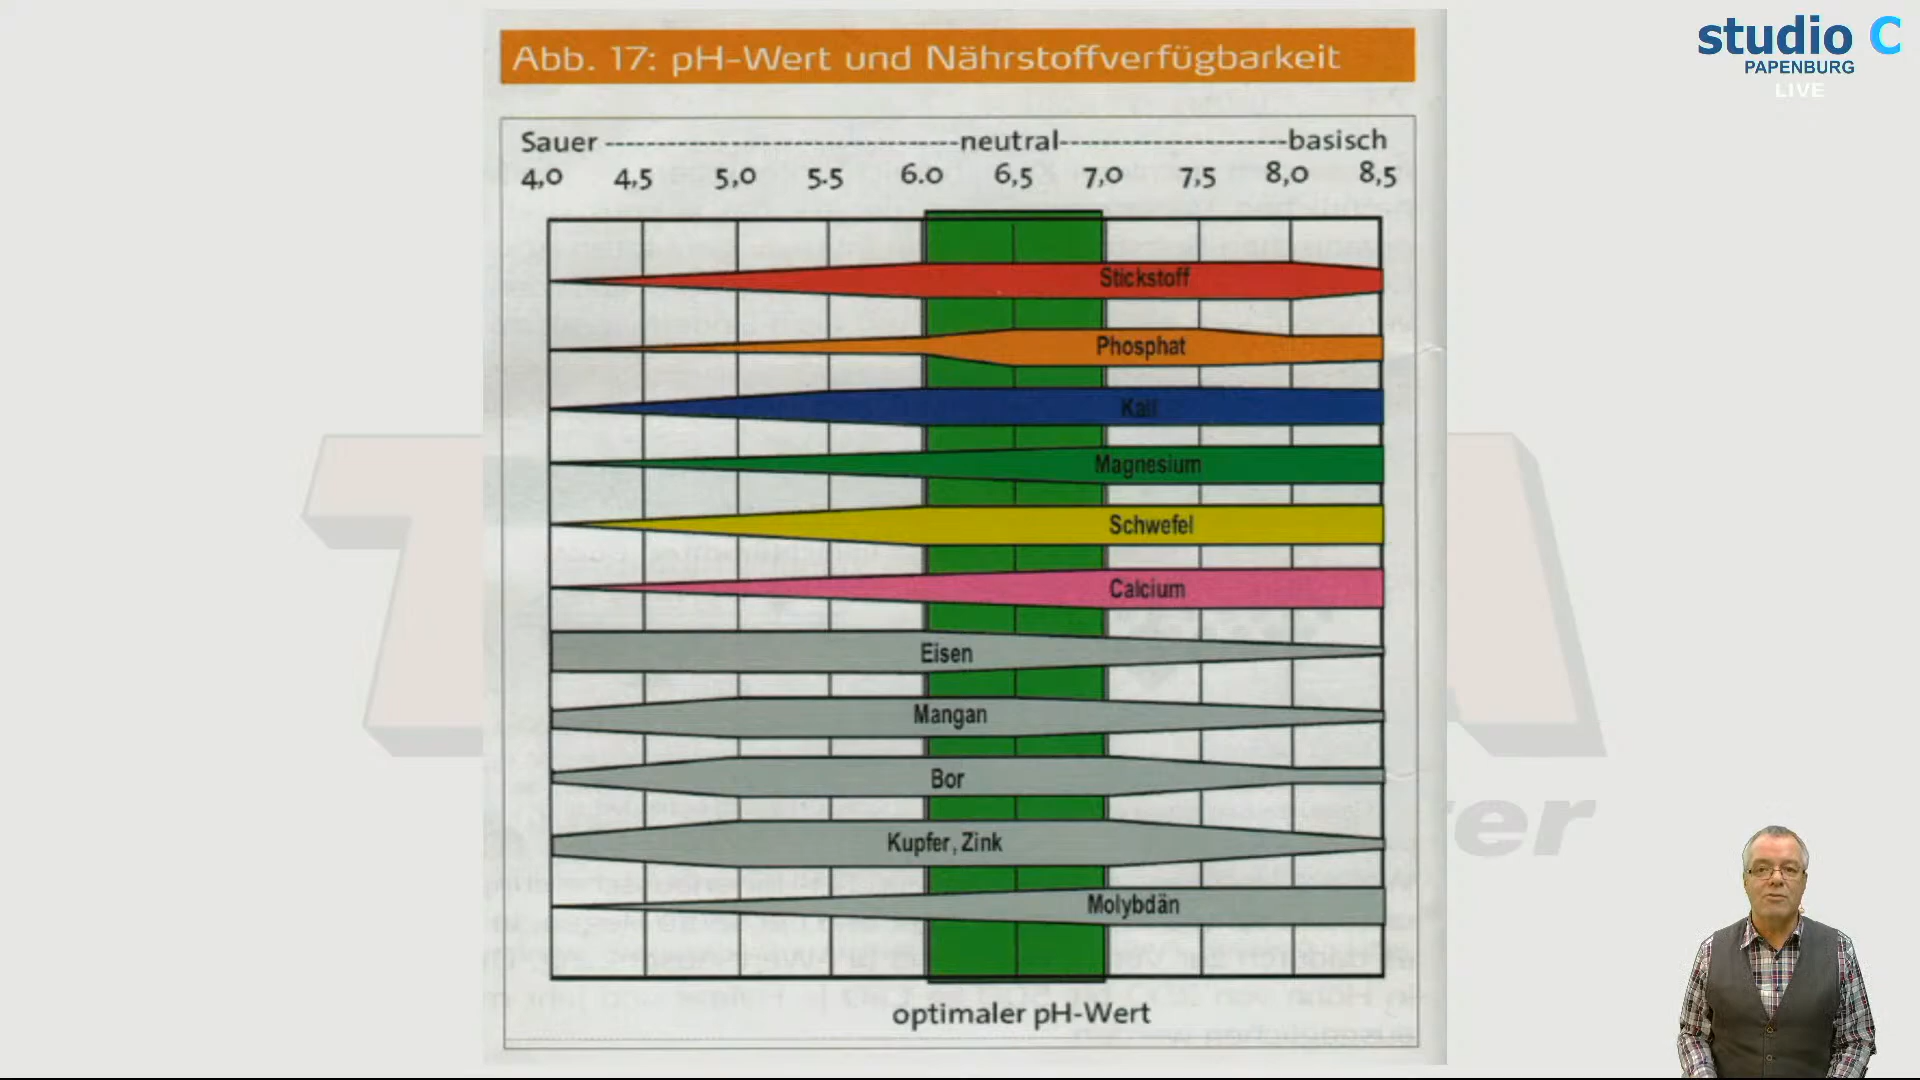 studio C
PAPENBURG
LIVE
Abb. 17: pH-Wert und Nährstoffverfügbarkeit
Sauer ---------------------------------------neutral-------------------------basisch
4,0 4,5 5,0 5.5 6.0 6,5 7,0 7,5 8,0 8,5
Stickstoff
Phosphat
Kali
Magnesium
Schwefel
Calcium
Eisen
Mangan
Bor
Kupfer, Zink
Molybdän
optimaler pH-Wert